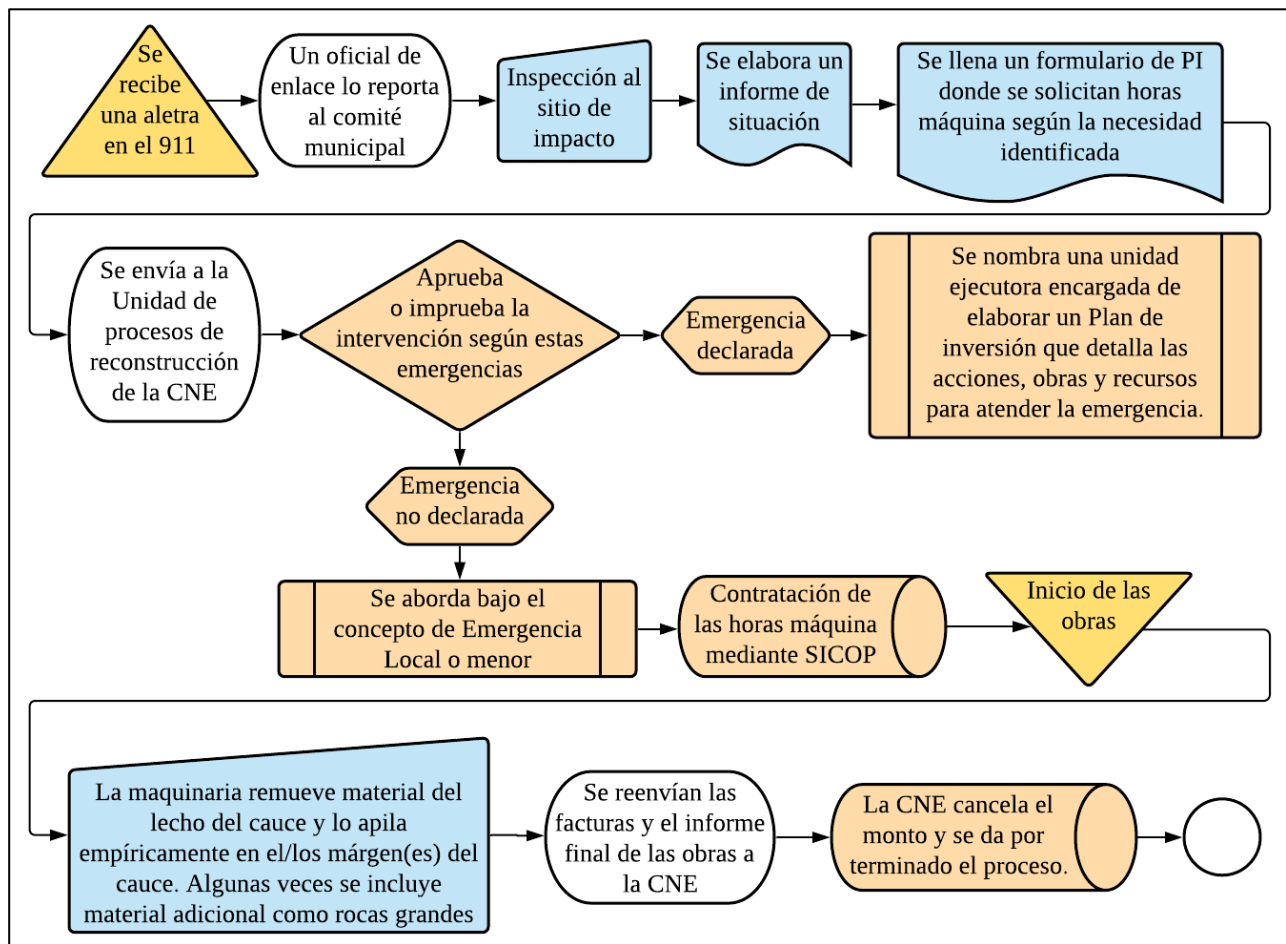 Se
recibe
una aletra
en el 911
Un oficial de
enlace lo reporta
al comité
municipal
Inspección al
sitio de
impacto
Se elabora un
informe de
situación
Se llena un formulario de PI
donde se solicitan horas
máquina según la necesidad
identificada
Se envía a la
Unidad de
procesos de
reconstrucción
de la CNE
Aprueba
o imprueba la
intervención según estas
emergencias
Emergencia
declarada
Se nombra una unidad
ejecutora encargada de
elaborar un Plan de
inversión que detalla las
acciones, obras y recursos
para atender la emergencia.
Emergencia
no declarada
Se aborda bajo el
concepto de Emergencia
Local o menor
Contratación de
las horas máquina
mediante SICOP
Inicio de las
obras
La maquinaria remueve material del
lecho del cauce y lo apila
empíricamente en el/los márgen(es) del
cauce. Algunas veces se incluye
material adicional como rocas grandes
Se reenvían las
facturas y el informe
final de las obras a
la CNE
La CNE cancela el
monto y se da por
terminado el proceso.